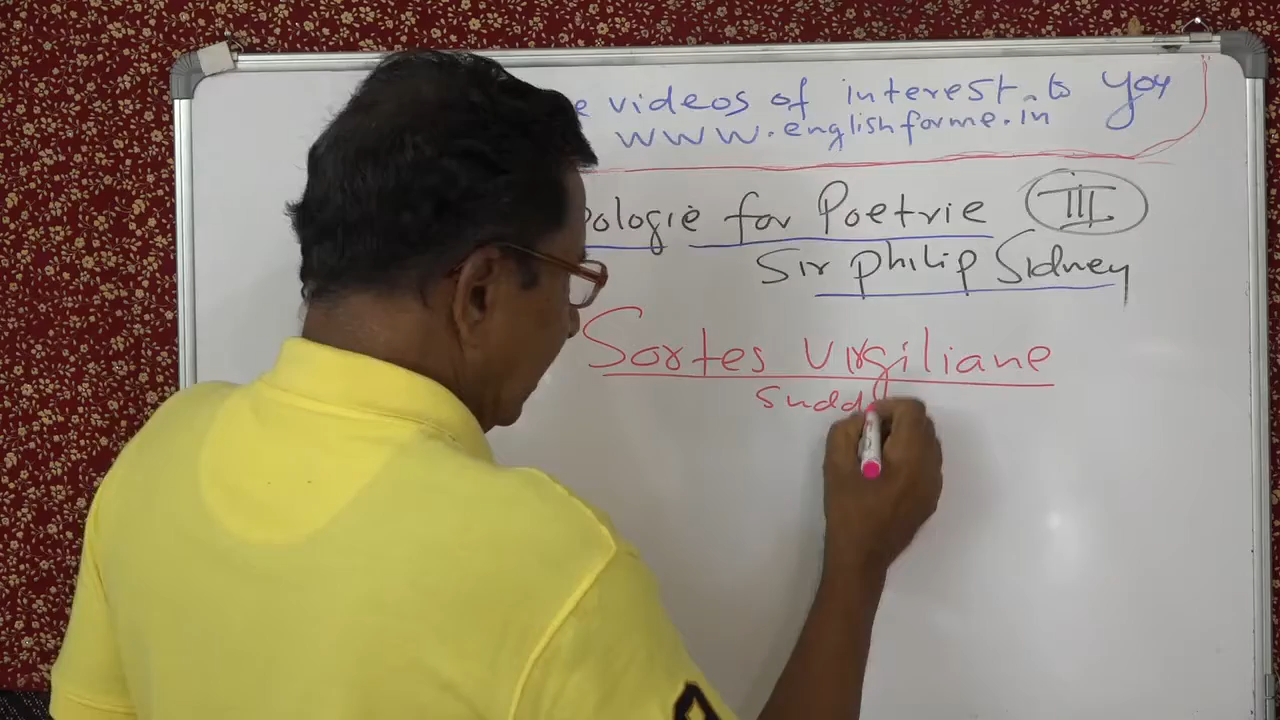 e videos of interest to you
www.englishforme.in
pologie for Poetrie III
Sir Philip Sidney
Sortes Virgiliane
Sudd